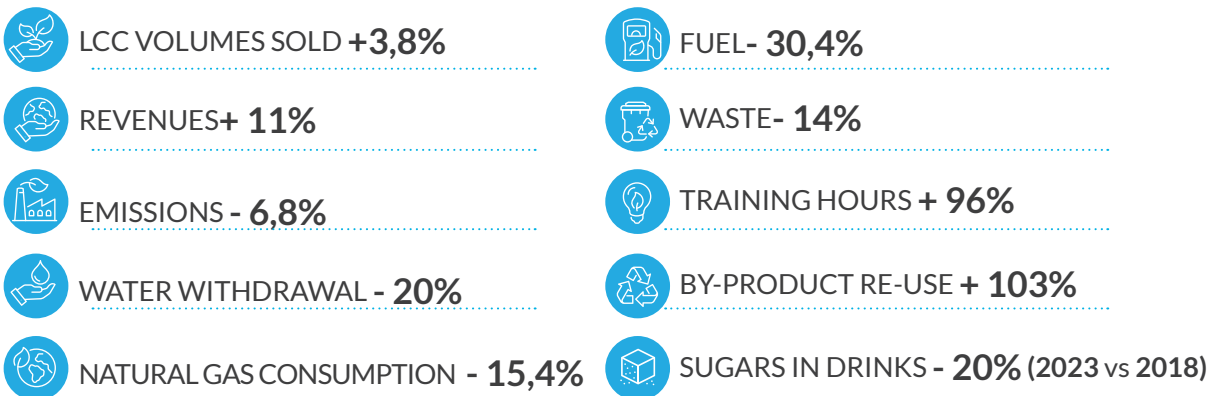 LCC VOLUMES SOLD +3,8%
REVENUES+ 11%
EMISSIONS - 6,8%
WATER WITHDRAWAL - 20%
NATURAL GAS CONSUMPTION - 15,4%
FUEL- 30,4%
WASTE- 14%
TRAINING HOURS + 96%
BY-PRODUCT RE-USE + 103%
SUGARS IN DRINKS - 20% (2023 vs 2018)